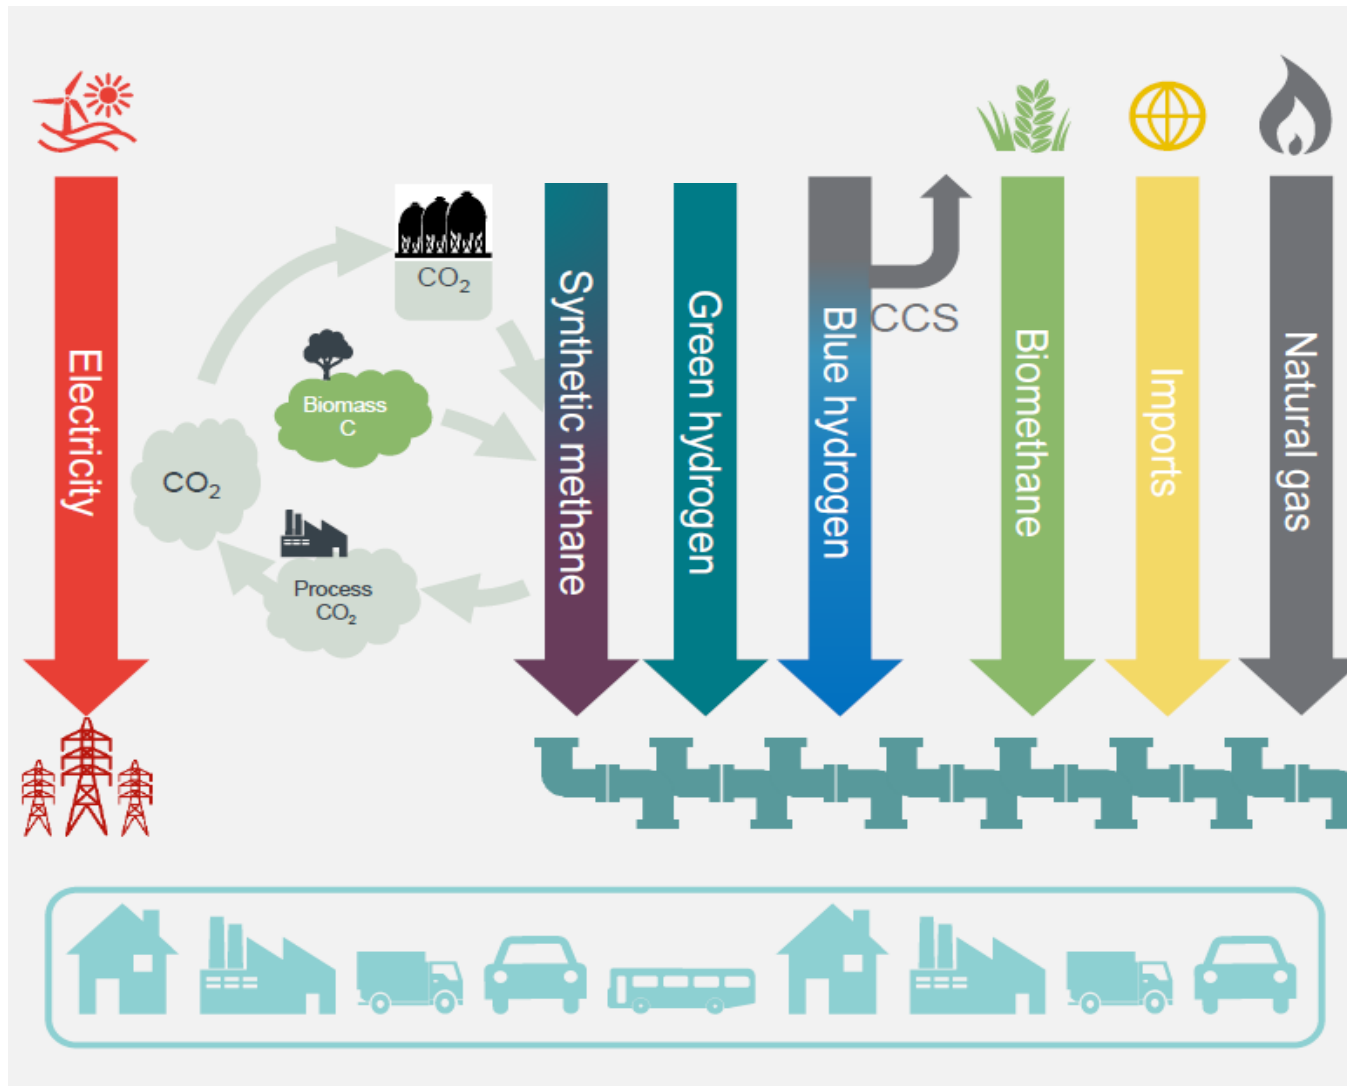 Electricity
CO₂
CO₂
Biomass
C
Process
CO₂
Synthetic methane
Green hydrogen
Blue hydrogen
CCS
Biomethane
Imports
Natural gas